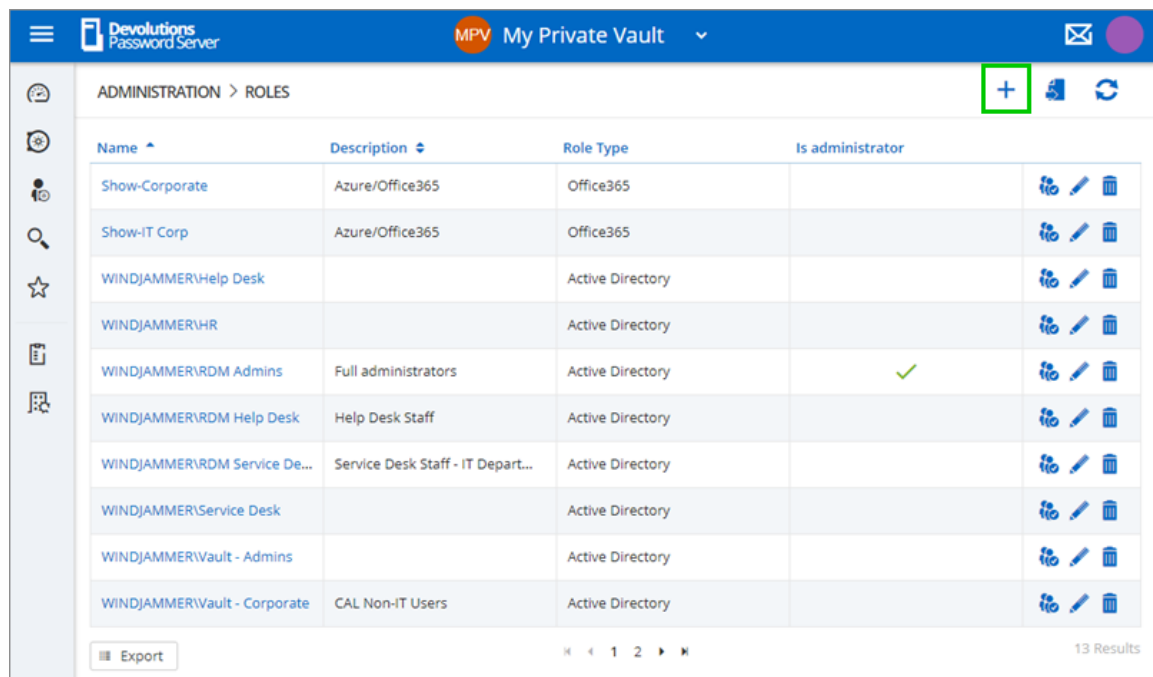 Devolutions
Password Server
MPV My Private Vault
ADMINISTRATION > ROLES
Name Description Role Type Is administrator
Show-Corporate Azure/Office365 Office365
Show-IT Corp Azure/Office365 Office365
WINDJAMMER\Help Desk Active Directory
WINDJAMMER\HR Active Directory
WINDJAMMER\RDM Admins Full administrators Active Directory
WINDJAMMER\RDM Help Desk Help Desk Staff Active Directory
WINDJAMMER\RDM Service De... Service Desk Staff - IT Depart... Active Directory
WINDJAMMER\Service Desk Active Directory
WINDJAMMER\Vault - Admins Active Directory
WINDJAMMER\Vault - Corporate CAL Non-IT Users Active Directory
Export 1 2 13 Results